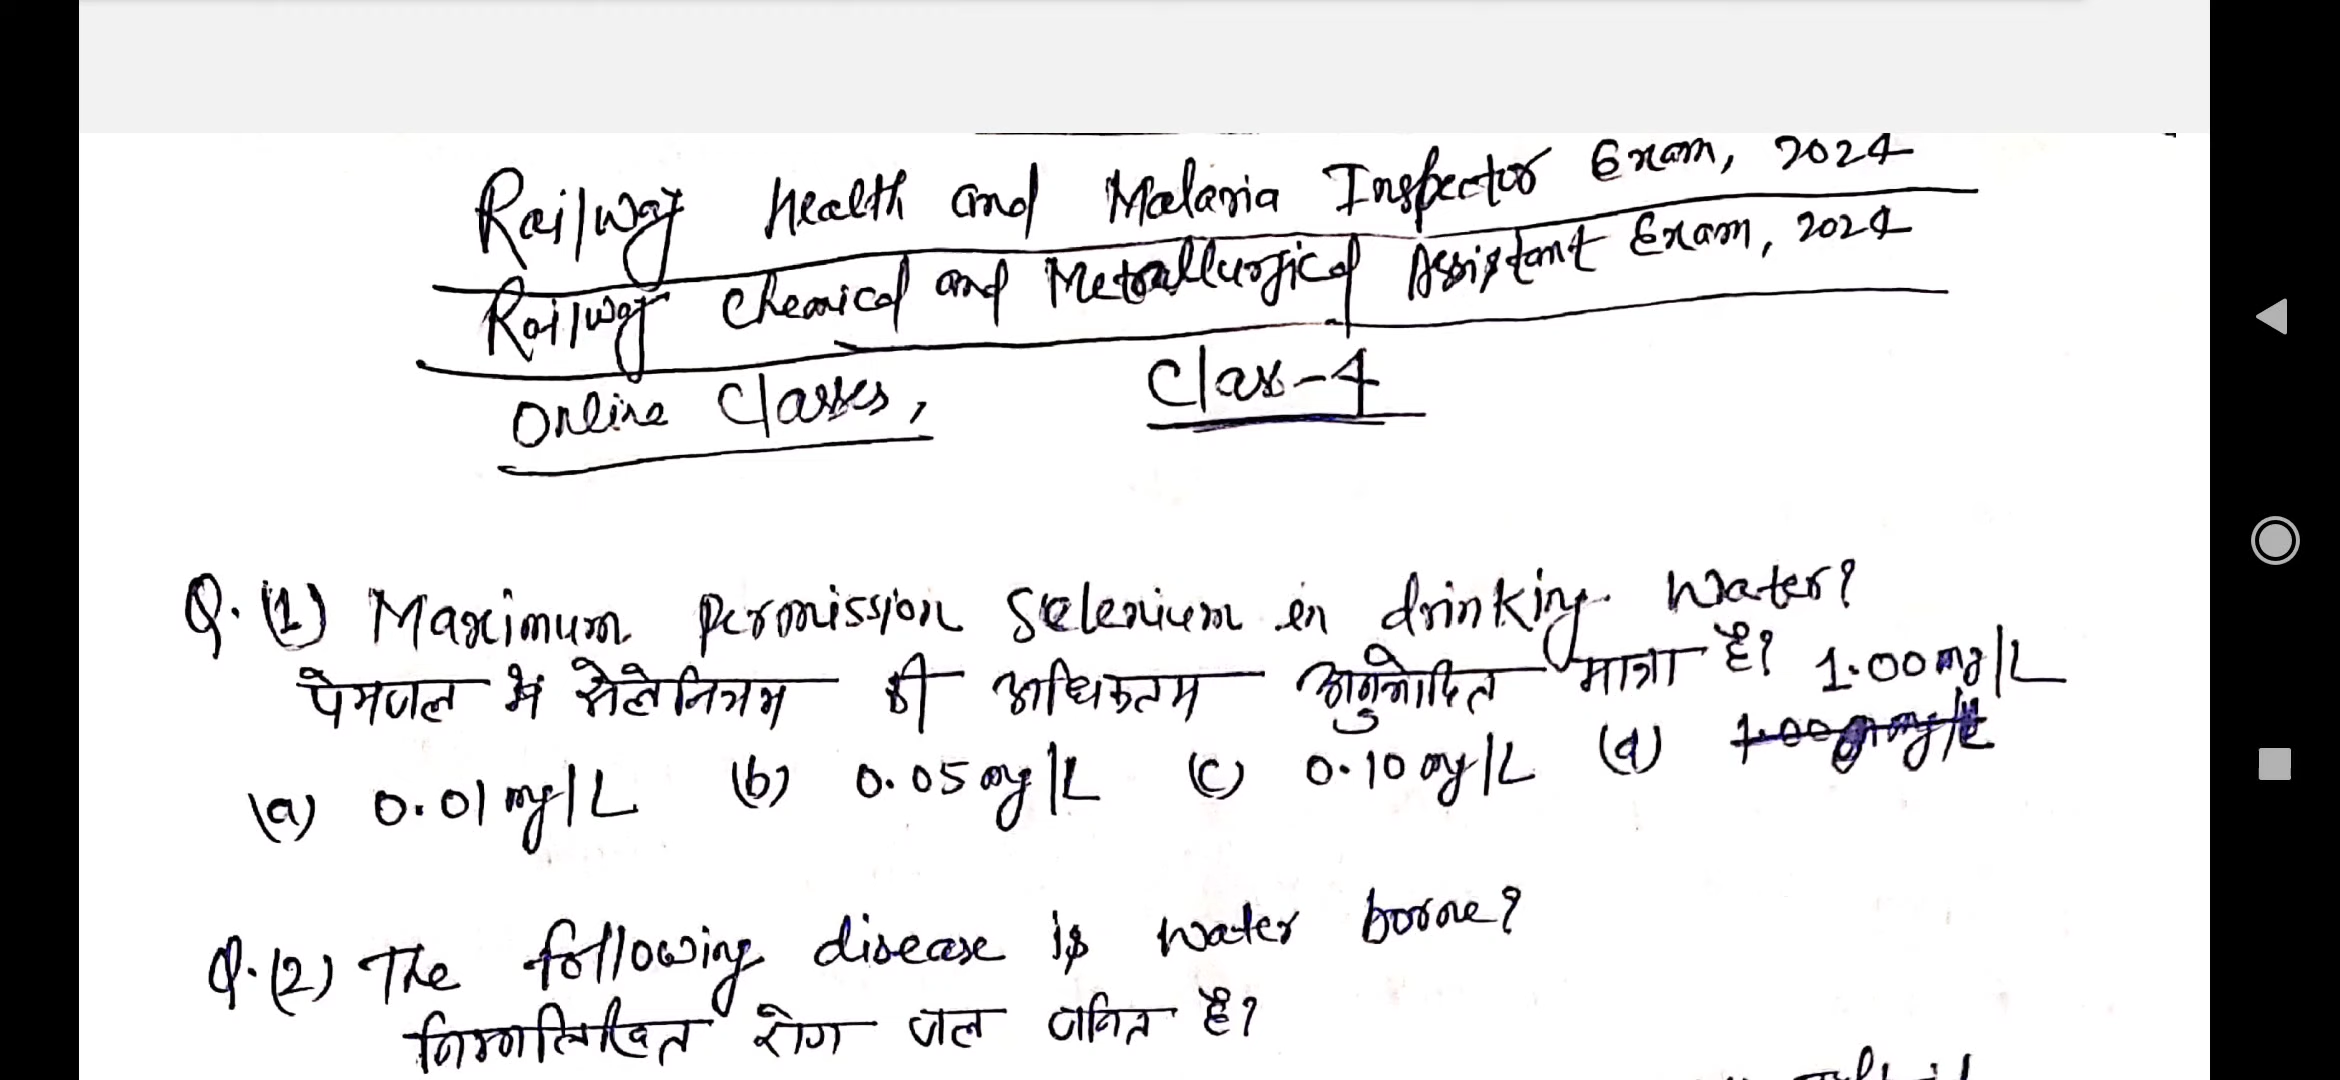 Railway Health and Malaria Inspector Exam, 2024
Railway Chemical and Metallurgical Assistant Exam, 2024
Online Classes, Class-4
Q.(1) Maximum Permission Selenium in drinking Water?
पेयजल में सेलेनियम की अधिकतम अनुमोदित मात्रा है? 1.00 mg/L
(a) 0.01 mg/L (b) 0.05 mg/L (c) 0.10 mg/L (d) 1.00 mg/L
Q.(2) The following disease is water borne?
निम्नलिखित रोग जल जनित है?